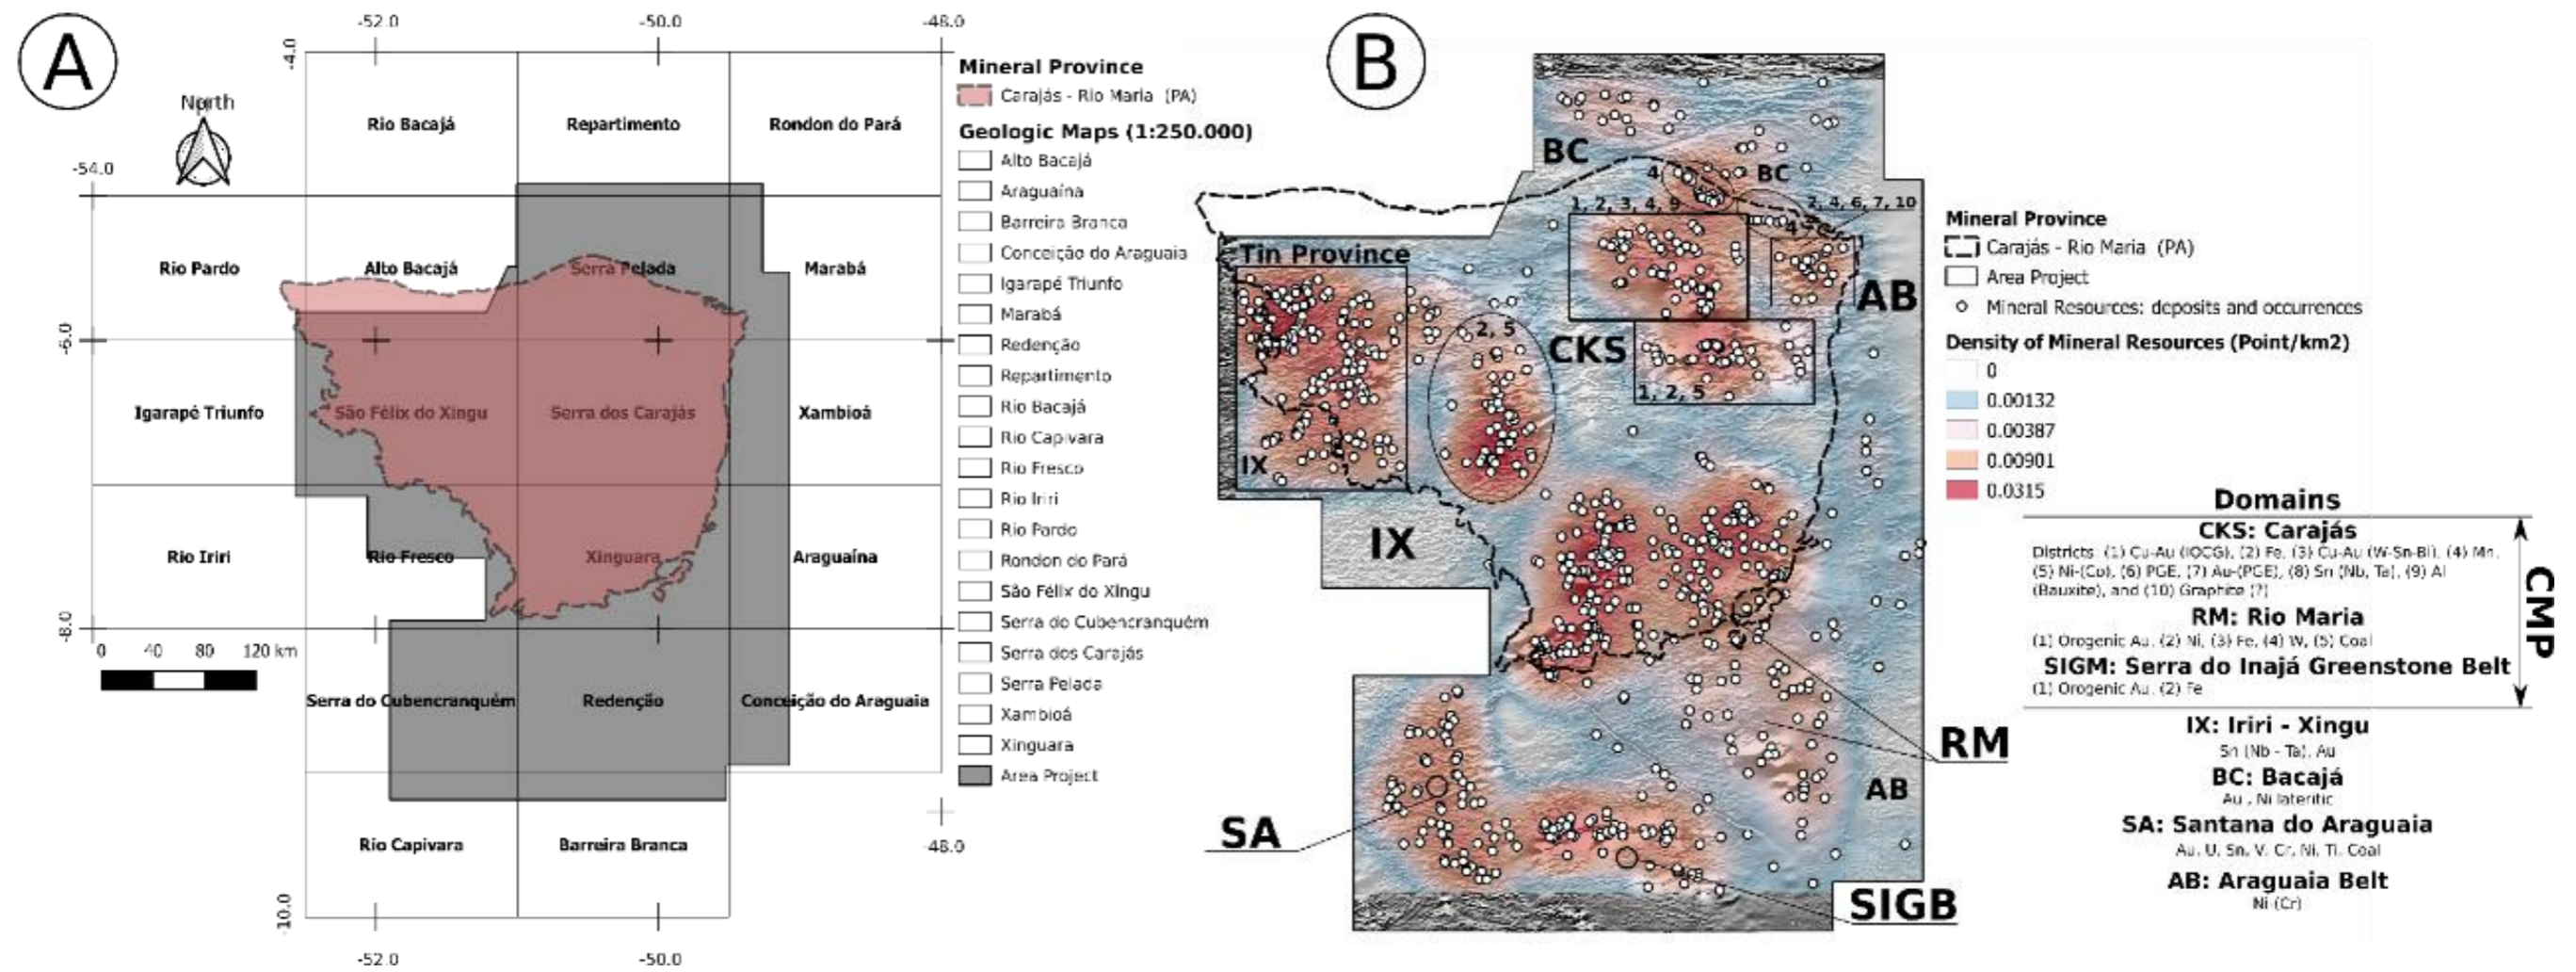 A
-52.0
-50.0
-48.0
-4.0
North
-54.0
Rio Bacajá
Repartimento
Rondon do Pará
Rio Pardo
Alto Bacajá
Serra Pelada
Marabá
-6.0
Igarapé Triunfo
São Félix do Xingu
Serra dos Carajás
Xambioá
Rio Iriri
Rio Fresco
Xinguara
Araguaína
-8.0
0 40 80 120 km
Serra do Cubencranquém
Redenção
Conceição do Araguaia
Rio Capivara
Barreira Branca
-48.0
-10.0
-52.0
-50.0
Mineral Province
Carajás - Rio Maria (PA)
Geologic Maps (1:250.000)
Alto Bacajá
Araguaína
Barreira Branca
Conceição do Araguaia
Igarapé Triunfo
Marabá
Redenção
Repartimento
Rio Bacajá
Rio Capivara
Rio Fresco
Rio Iriri
Rio Pardo
Rondon do Pará
São Félix do Xingu
Serra do Cubencranquém
Serra dos Carajás
Serra Pelada
Xambioá
Xinguara
Area Project
B
BC
BC
4
1, 2, 3, 4, 9
2, 4, 6, 7, 10
4
Tin Province
AB
2, 5
CKS
1, 2, 5
IX
IX
RM
AB
SA
SIGB
Mineral Province
Carajás - Rio Maria (PA)
Area Project
Mineral Resources: deposits and occurrences
Density of Mineral Resources (Point/km2)
0
0.00132
0.00387
0.00901
0.0315
Domains
CKS: Carajás
Districts: (1) Cu-Au (IOCG), (2) Fe, (3) Cu-Au (W-Sn-Bi), (4) Mn,
(5) Ni-(Co), (6) PGE, (7) Au-(PGE), (8) Sn (Nb, Ta), (9) Al
(Bauxite), and (10) Graphite (?)
RM: Rio Maria
(1) Orogenic Au, (2) Ni, (3) Fe, (4) W, (5) Coal
SIGM: Serra do Inajá Greenstone Belt
(1) Orogenic Au, (2) Fe
CMP
IX: Iriri - Xingu
Sn (Nb - Ta), Au
BC: Bacajá
Au, Ni lateritic
SA: Santana do Araguaia
Au, U, Sn, V, Cr, Ni, Ti, Coal
AB: Araguaia Belt
Ni-(Cr)